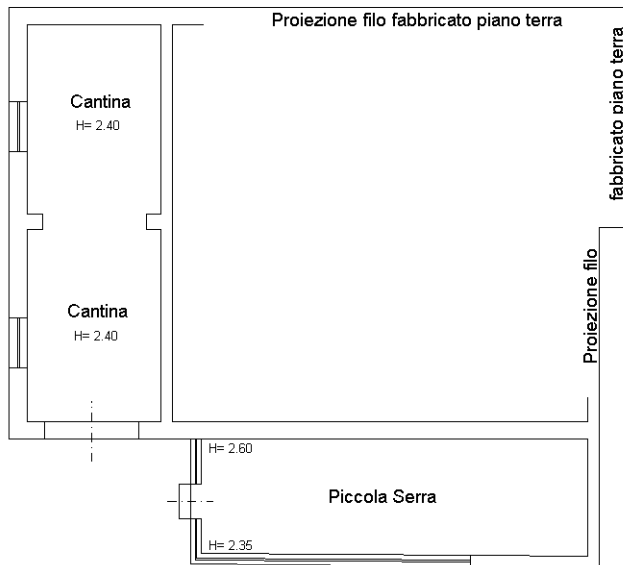 Proiezione filo fabbricato piano terra
fabbricato piano terra
Cantina
H= 2.40
Proiezione filo
Cantina
H= 2.40
H= 2.60
Piccola Serra
H= 2.35